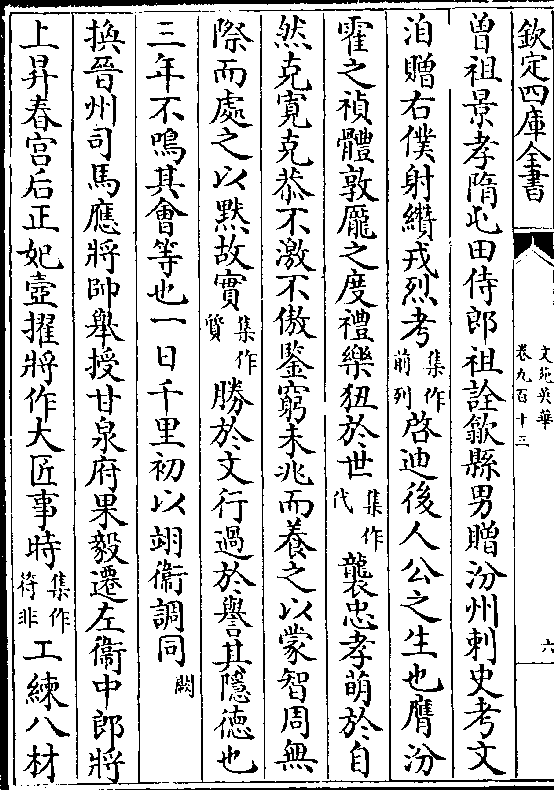 欽定四庫全書
文苑英華
卷九百十三
六
曽祖景孝隋屯田侍郎祖詮歙縣男贈汾州刺史考文
洎贈右僕射纘戎烈考集作前列啓迪後人公之生也膺汾
霍之禎體敦龎之度禮樂狃於世集作代襲忠孝萌於自
然克寛克恭不激不傲鑒窮未兆而養之以蒙智周無
際而處之以黙故實集作質勝於文行過於譽其隱德也
三年不鳴其會等也一日千里初以翊衞調同闕
換晉州司馬應將帥舉授甘泉府果毅遷左衞中郎將
上昇春宮后正妃壼擢將作大匠事時集作符非工練八材